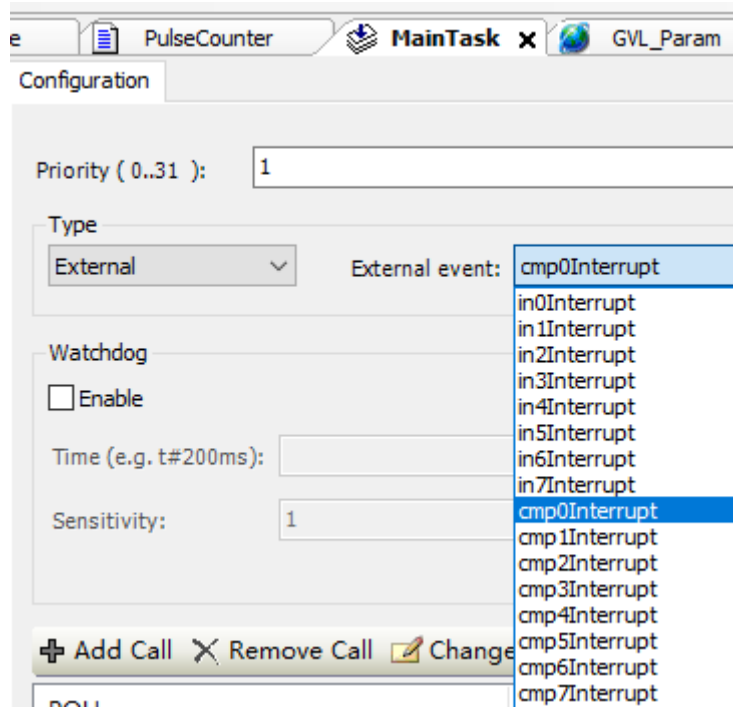 e PulseCounter MainTask GVL_Param
Configuration
Priority ( 0..31 ): 1
Type
External External event: cmp0Interrupt
in0Interrupt
in1Interrupt
in2Interrupt
Watchdog
in3Interrupt
Enable
in4Interrupt
in5Interrupt
Time (e.g. t#200ms):
in6Interrupt
in7Interrupt
Sensitivity: 1
cmp0Interrupt
cmp1Interrupt
cmp2Interrupt
cmp3Interrupt
cmp4Interrupt
Add Call Remove Call Change
cmp5Interrupt
cmp6Interrupt
cmp7Interrupt